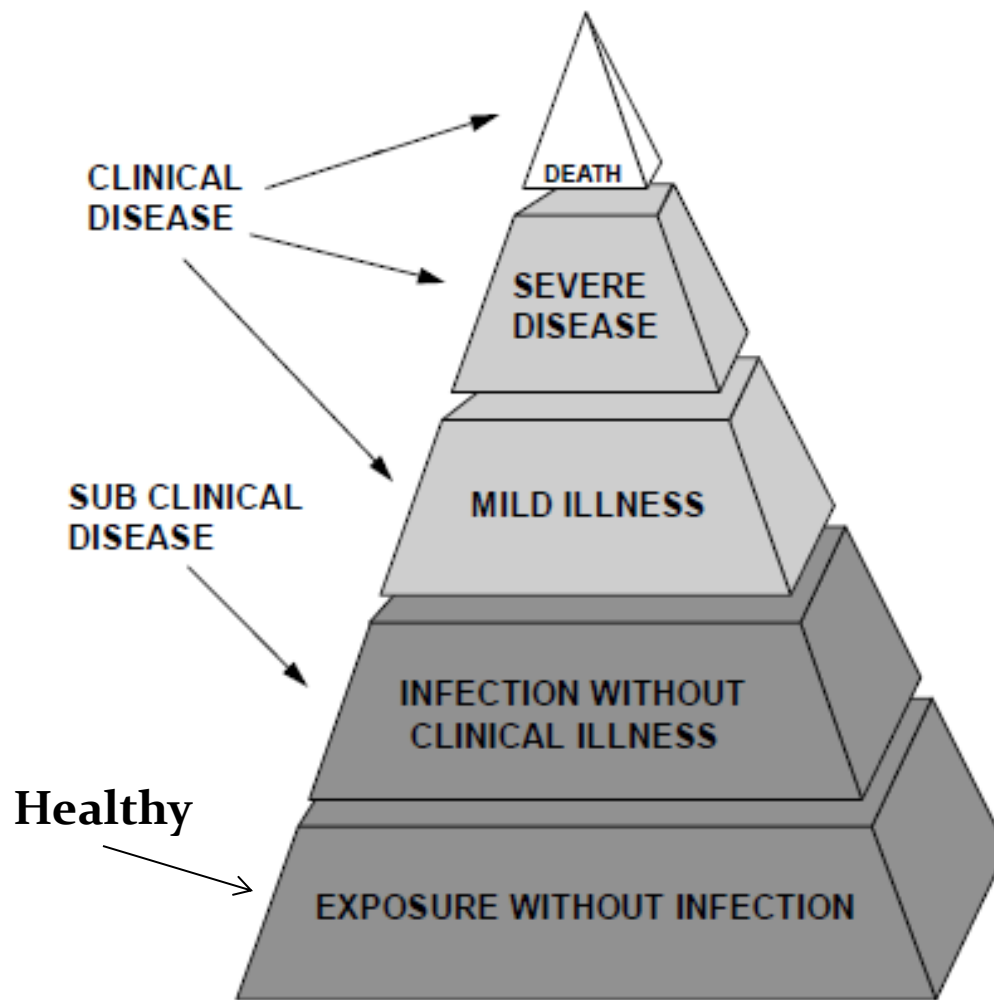 DEATH
CLINICAL
DISEASE
SEVERE
DISEASE
MILD ILLNESS
SUB CLINICAL
DISEASE
INFECTION WITHOUT
CLINICAL ILLNESS
Healthy
EXPOSURE WITHOUT INFECTION